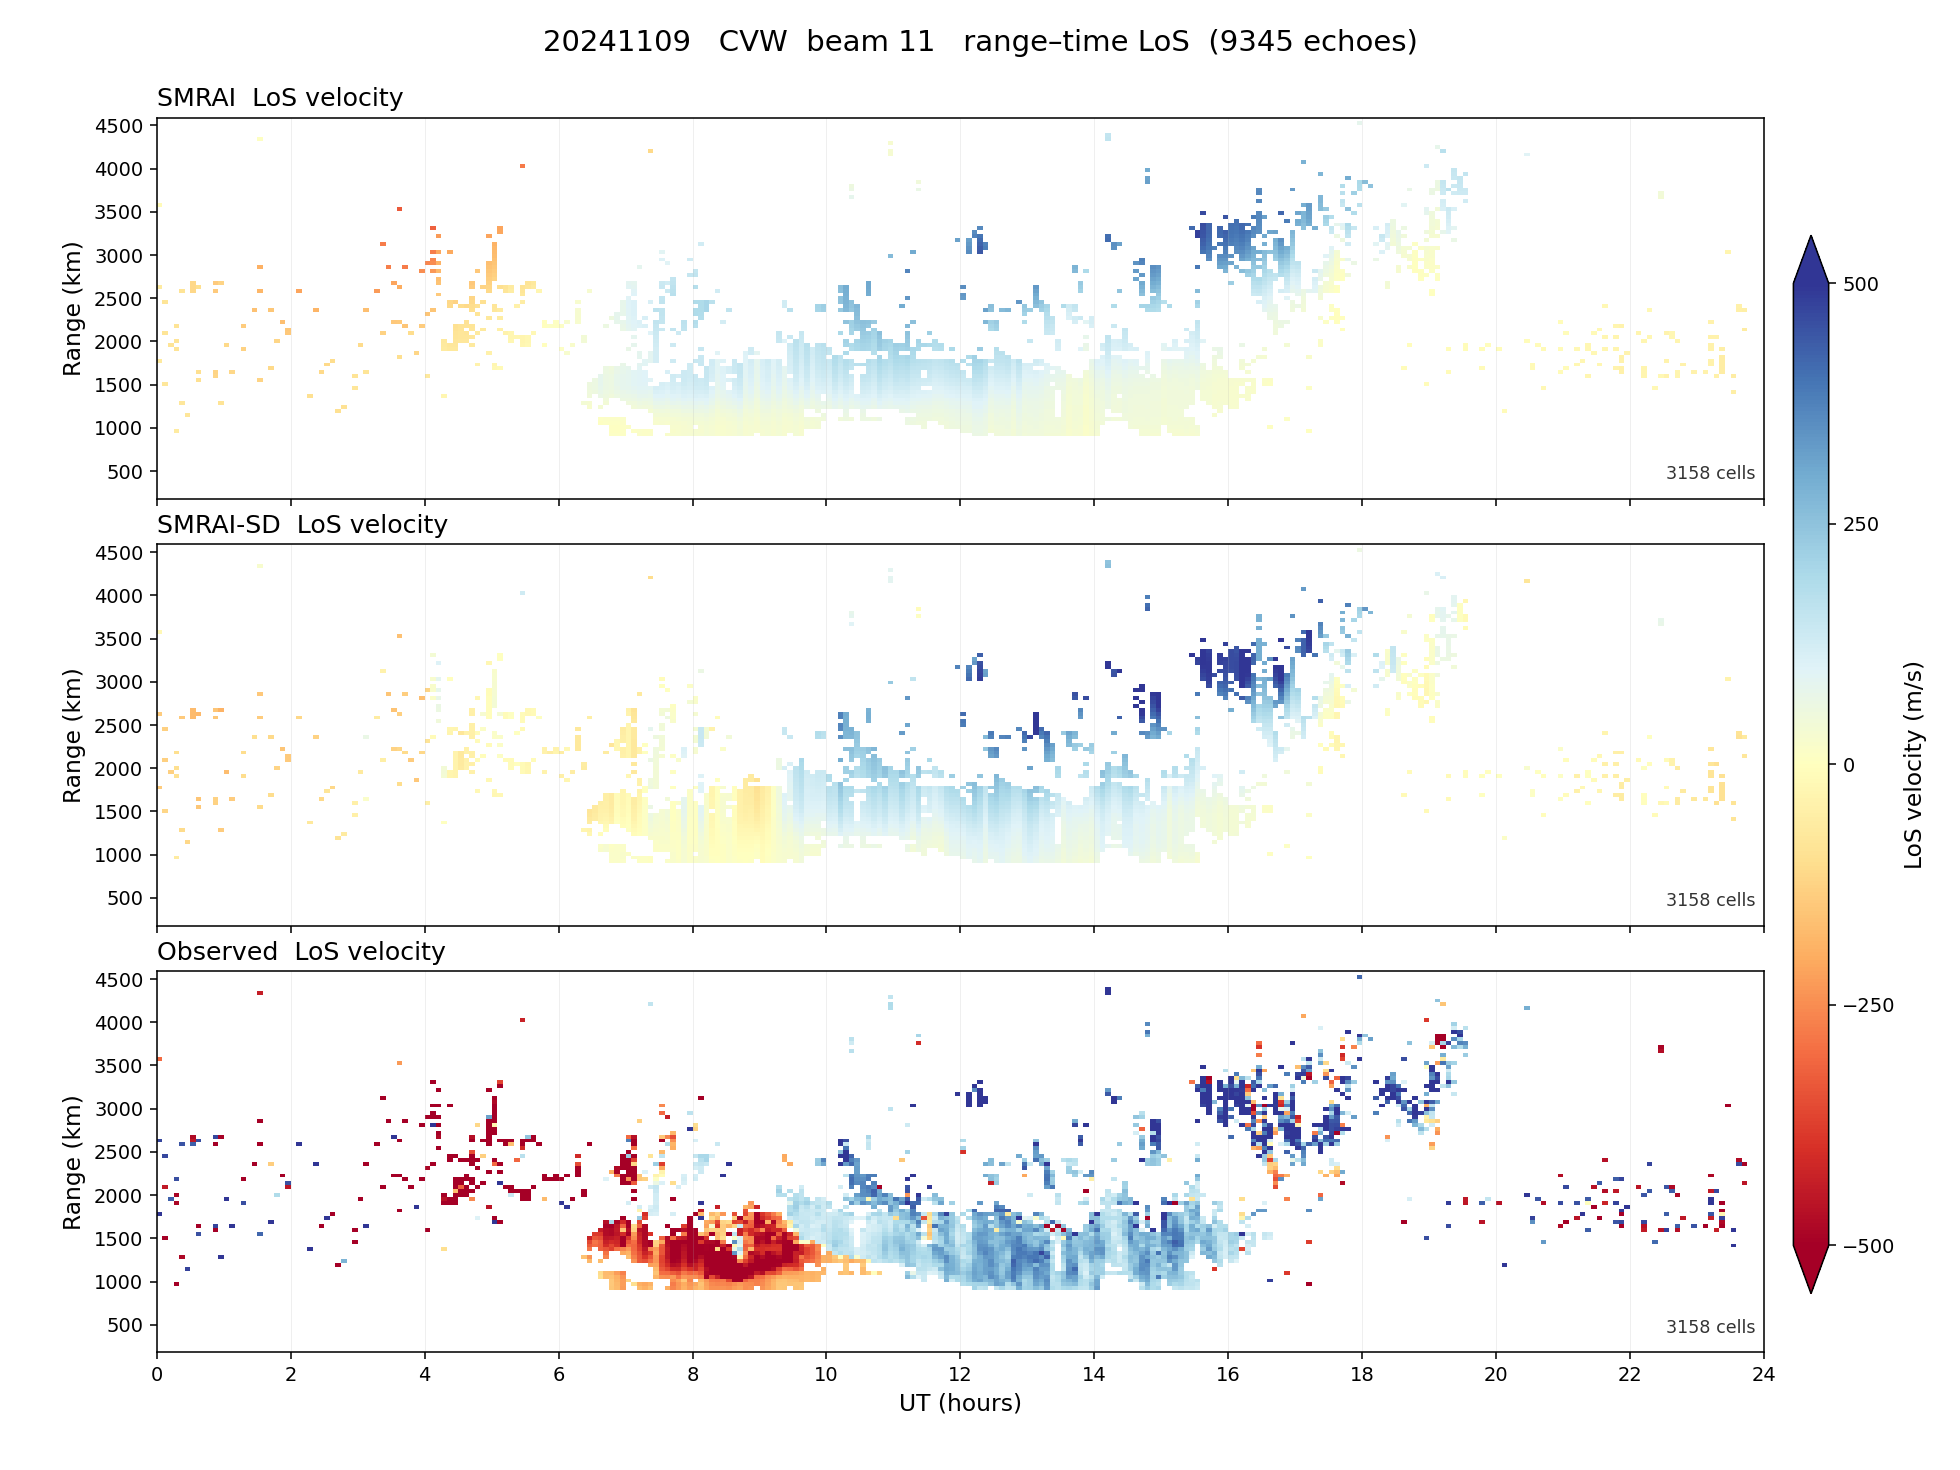 20241109   CVW  beam 11   range–time LoS  (9345 echoes)
SMRAI  LoS velocity
4500
4000
3500
3000
2500
2000
1500
1000
500
Range (km)
3158 cells
SMRAI-SD  LoS velocity
4500
4000
3500
3000
2500
2000
1500
1000
500
Range (km)
3158 cells
Observed  LoS velocity
4500
4000
3500
3000
2500
2000
1500
1000
500
Range (km)
3158 cells
0 2 4 6 8 10 12 14 16 18 20 22 24
UT (hours)
500
250
0
−250
−500
LoS velocity (m/s)